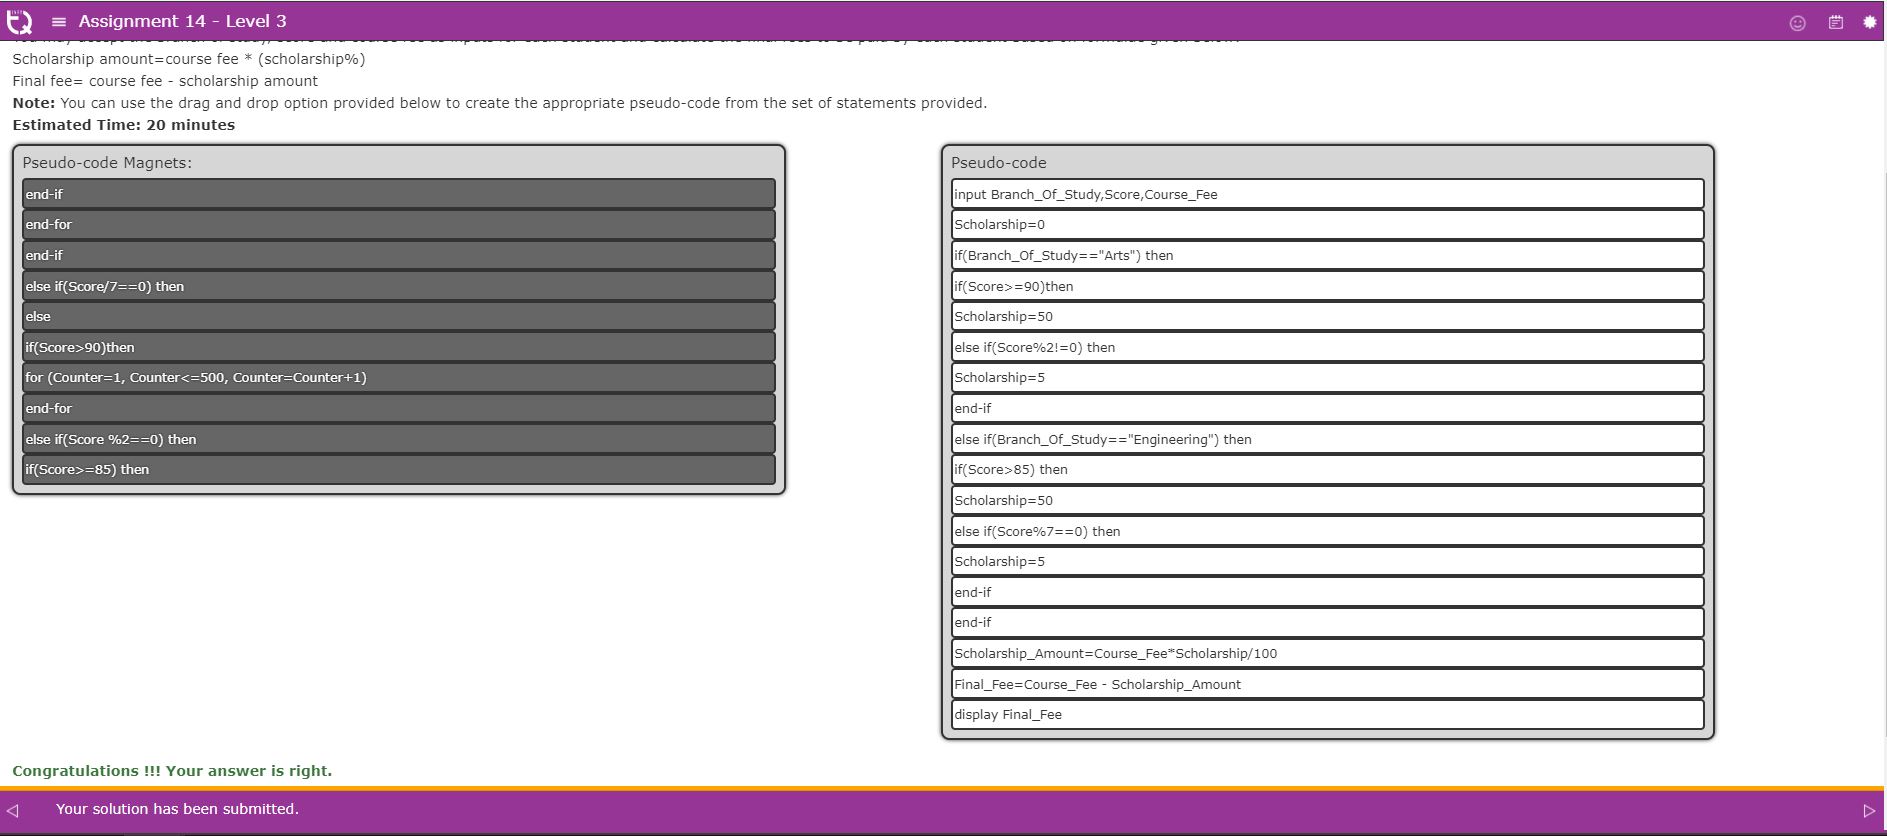 Assignment 14 - Level 3
Scholarship amount=course fee * (scholarship%)
Final fee= course fee - scholarship amount
Note: You can use the drag and drop option provided below to create the appropriate pseudo-code from the set of statements provided.
Estimated Time: 20 minutes
Pseudo-code Magnets:
end-if
end-for
end-if
else if(Score/7==0) then
else
if(Score>90)then
for (Counter=1, Counter<=500, Counter=Counter+1)
end-for
else if(Score %2==0) then
if(Score>=85) then
Pseudo-code
input Branch_Of_Study,Score,Course_Fee
Scholarship=0
if(Branch_Of_Study=="Arts") then
if(Score>=90)then
Scholarship=50
else if(Score%2!=0) then
Scholarship=5
end-if
else if(Branch_Of_Study=="Engineering") then
if(Score>85) then
Scholarship=50
else if(Score%7==0) then
Scholarship=5
end-if
end-if
Scholarship_Amount=Course_Fee*Scholarship/100
Final_Fee=Course_Fee - Scholarship_Amount
display Final_Fee
Congratulations !!! Your answer is right.
Your solution has been submitted.